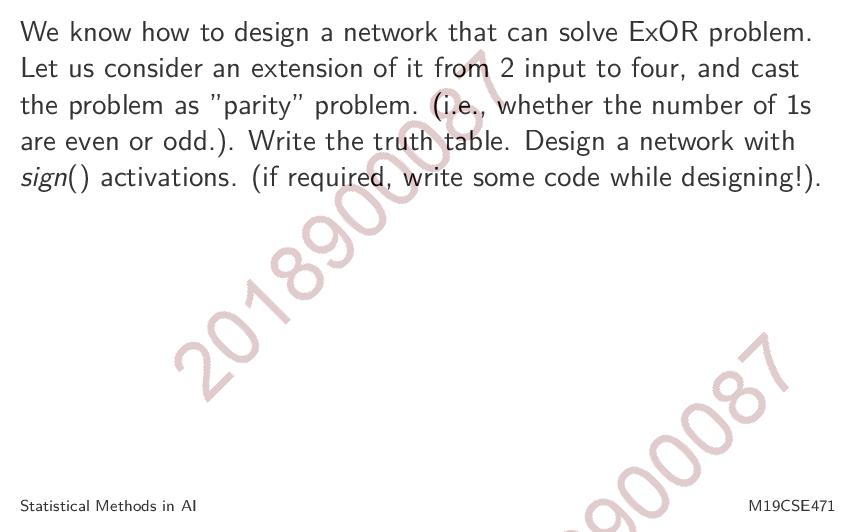 We know how to design a network that can solve ExOR problem.
Let us consider an extension of it from 2 input to four, and cast
the problem as ”parity” problem. (i.e., whether the number of 1s
are even or odd.). Write the truth table. Design a network with
sign() activations. (if required, write some code while designing!).
2018900087
900087
Statistical Methods in AI
M19CSE471